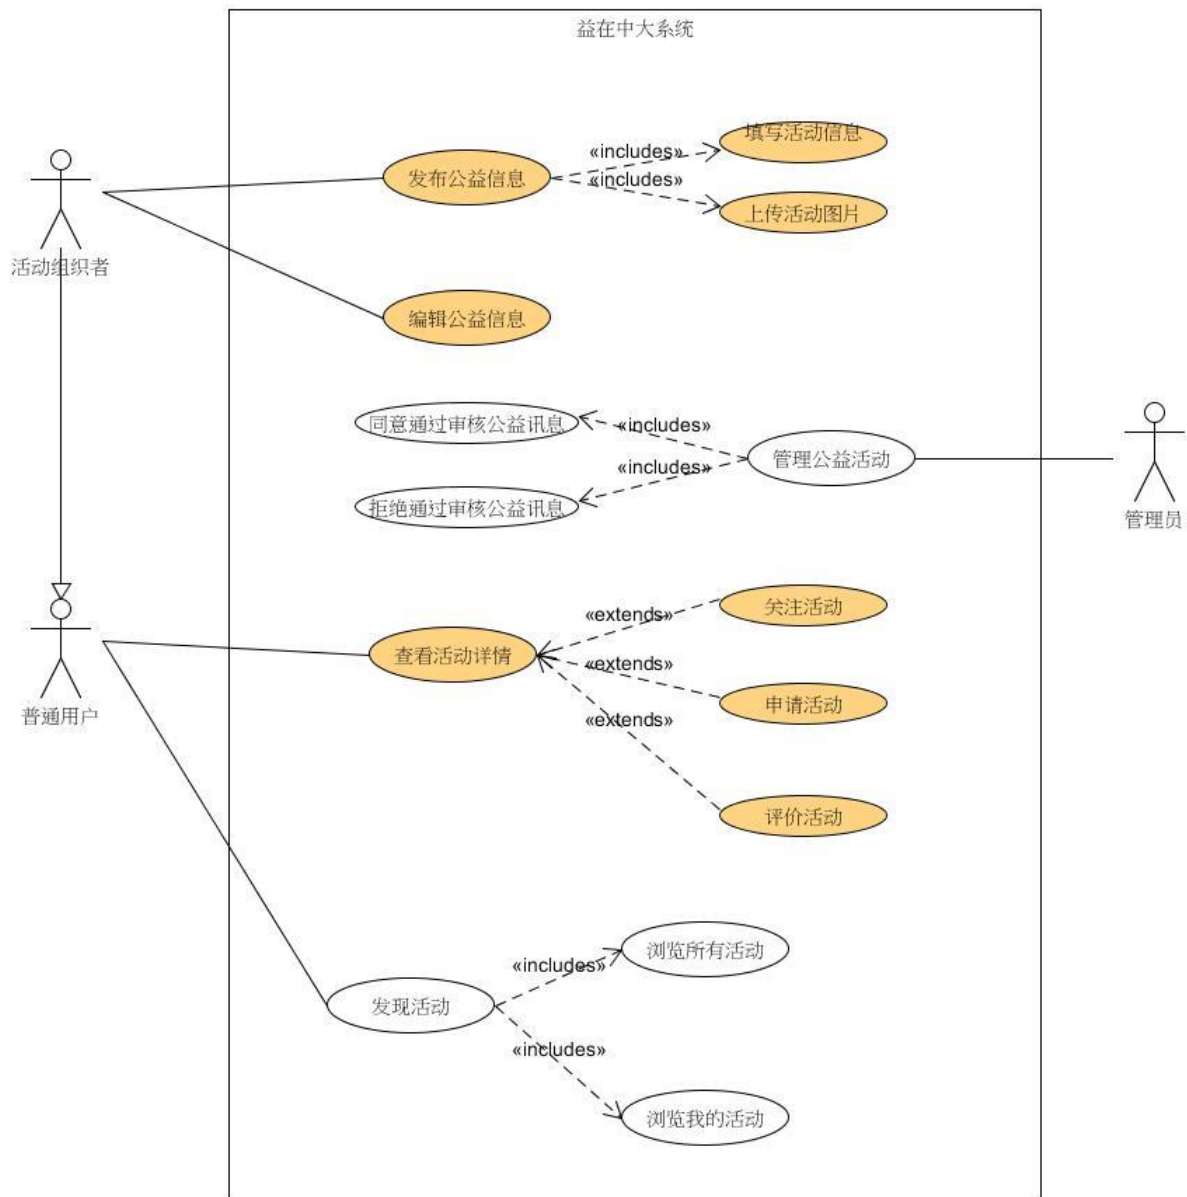 益在中大系统
填写活动信息
«includes»
发布公益信息
«includes»
上传活动图片
活动组织者
编辑公益信息
同意通过审核公益讯息
«includes»
管理公益活动
«includes»
拒绝通过审核公益讯息
管理员
关注活动
«extends»
查看活动详情
«extends»
申请活动
普通用户
«extends»
评价活动
浏览所有活动
«includes»
发现活动
«includes»
浏览我的活动